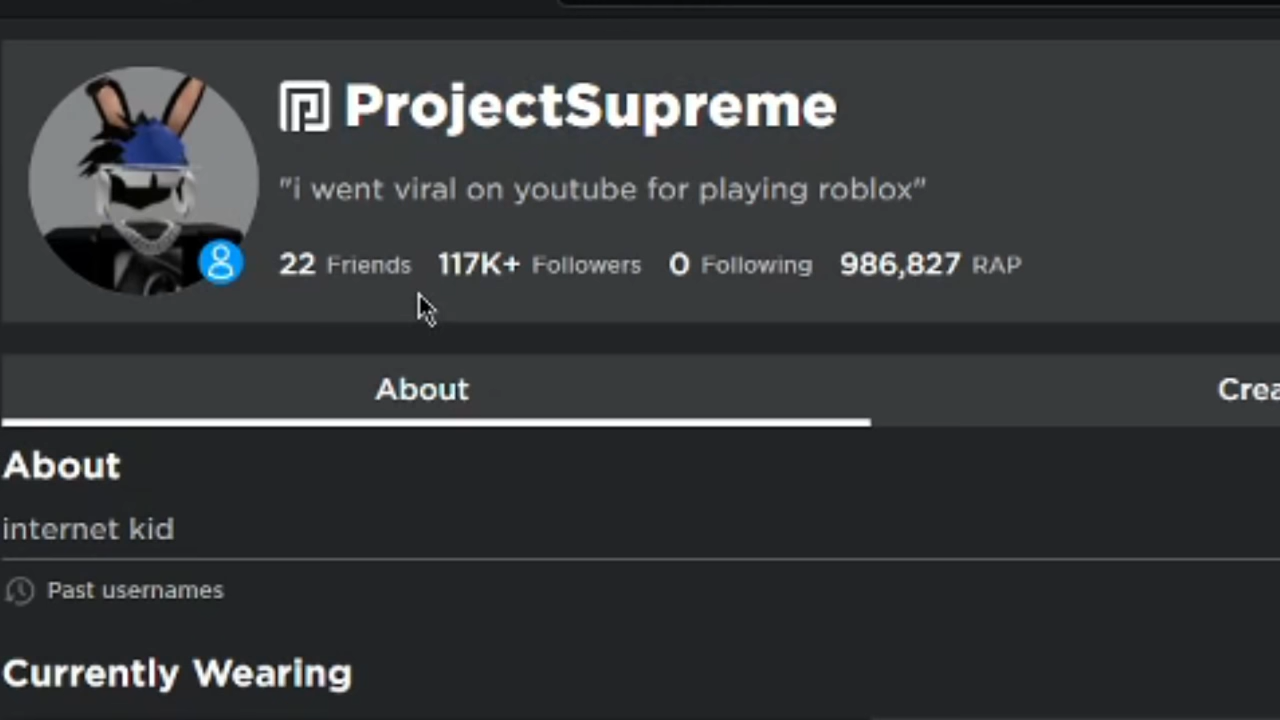 ProjectSupreme
"i went viral on youtube for playing roblox"
22 Friends 117K+ Followers 0 Following 986,827 RAP
About
About
internet kid
Past usernames
Currently Wearing